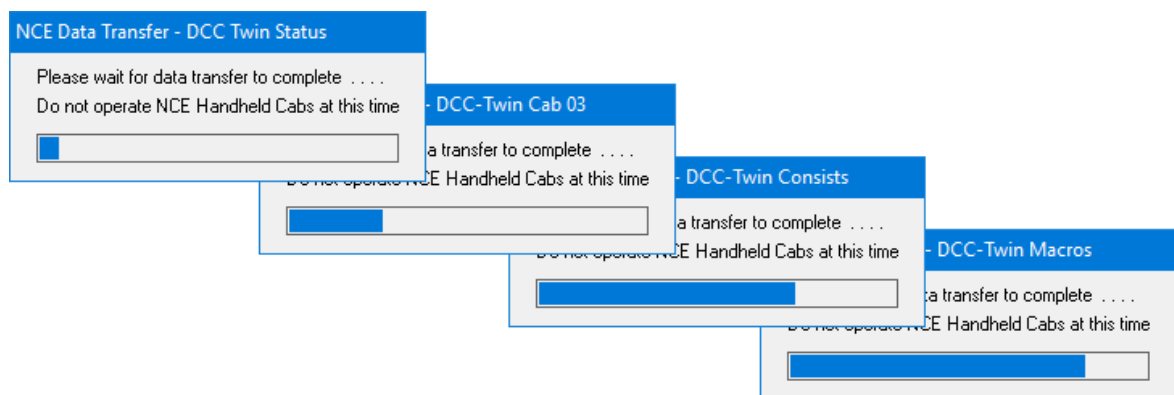 NCE Data Transfer - DCC Twin Status
Please wait for data transfer to complete . . . .
Do not operate NCE Handheld Cabs at this time
- DCC-Twin Cab 03
a transfer to complete . . . .
Do not operate NCE Handheld Cabs at this time
- DCC-Twin Consists
a transfer to complete . . . .
Do not operate NCE Handheld Cabs at this time
- DCC-Twin Macros
ta transfer to complete . . . .
Do not operate NCE Handheld Cabs at this time